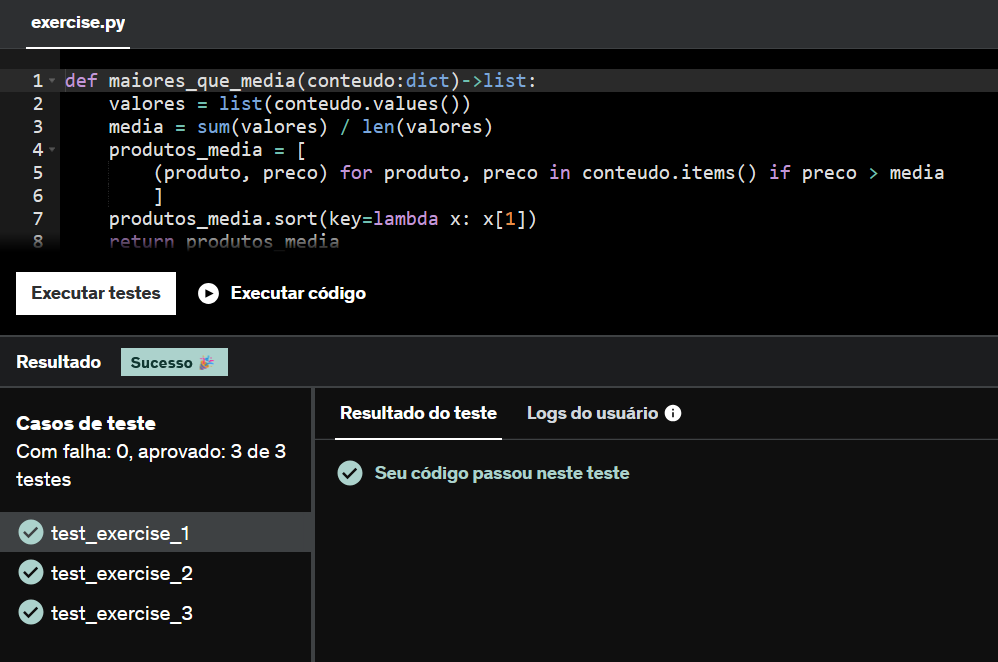 exercise.py
1 def maiores_que_media(conteudo:dict)->list:
2 valores = list(conteudo.values())
3 media = sum(valores) / len(valores)
4 produtos_media = [
5 (produto, preco) for produto, preco in conteudo.items() if preco > media
6 ]
7 produtos_media.sort(key=lambda x: x[1])
8 return produtos_media
Executar testes Executar código
Resultado Sucesso 🎉
Casos de teste
Com falha: 0, aprovado: 3 de 3
testes
test_exercise_1
test_exercise_2
test_exercise_3
Resultado do teste Logs do usuário
Seu código passou neste teste